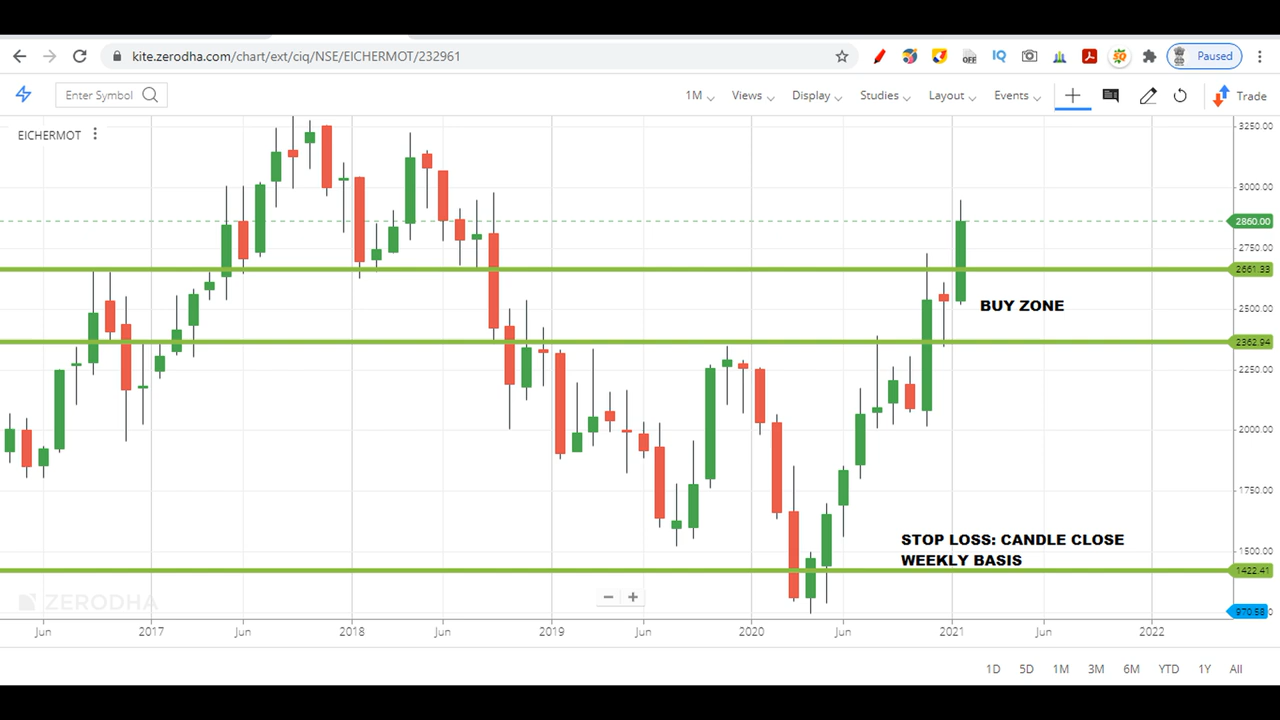 kite.zerodha.com/chart/ext/ciq/NSE/EICHERMOT/232961
OFF
IQ
Paused
Enter Symbol
1M
Views
Display
Studies
Layout
Events
Trade
EICHERMOT
3250.00
3000.00
2860.00
2750.00
2661.33
BUY ZONE
2500.00
2362.94
2250.00
2000.00
1750.00
STOP LOSS: CANDLE CLOSE
WEEKLY BASIS
1500.00
1422.41
ZERODHA
970.58
Jun 2017 Jun 2018 Jun 2019 Jun 2020 Jun 2021 Jun 2022
1D 5D 1M 3M 6M YTD 1Y All